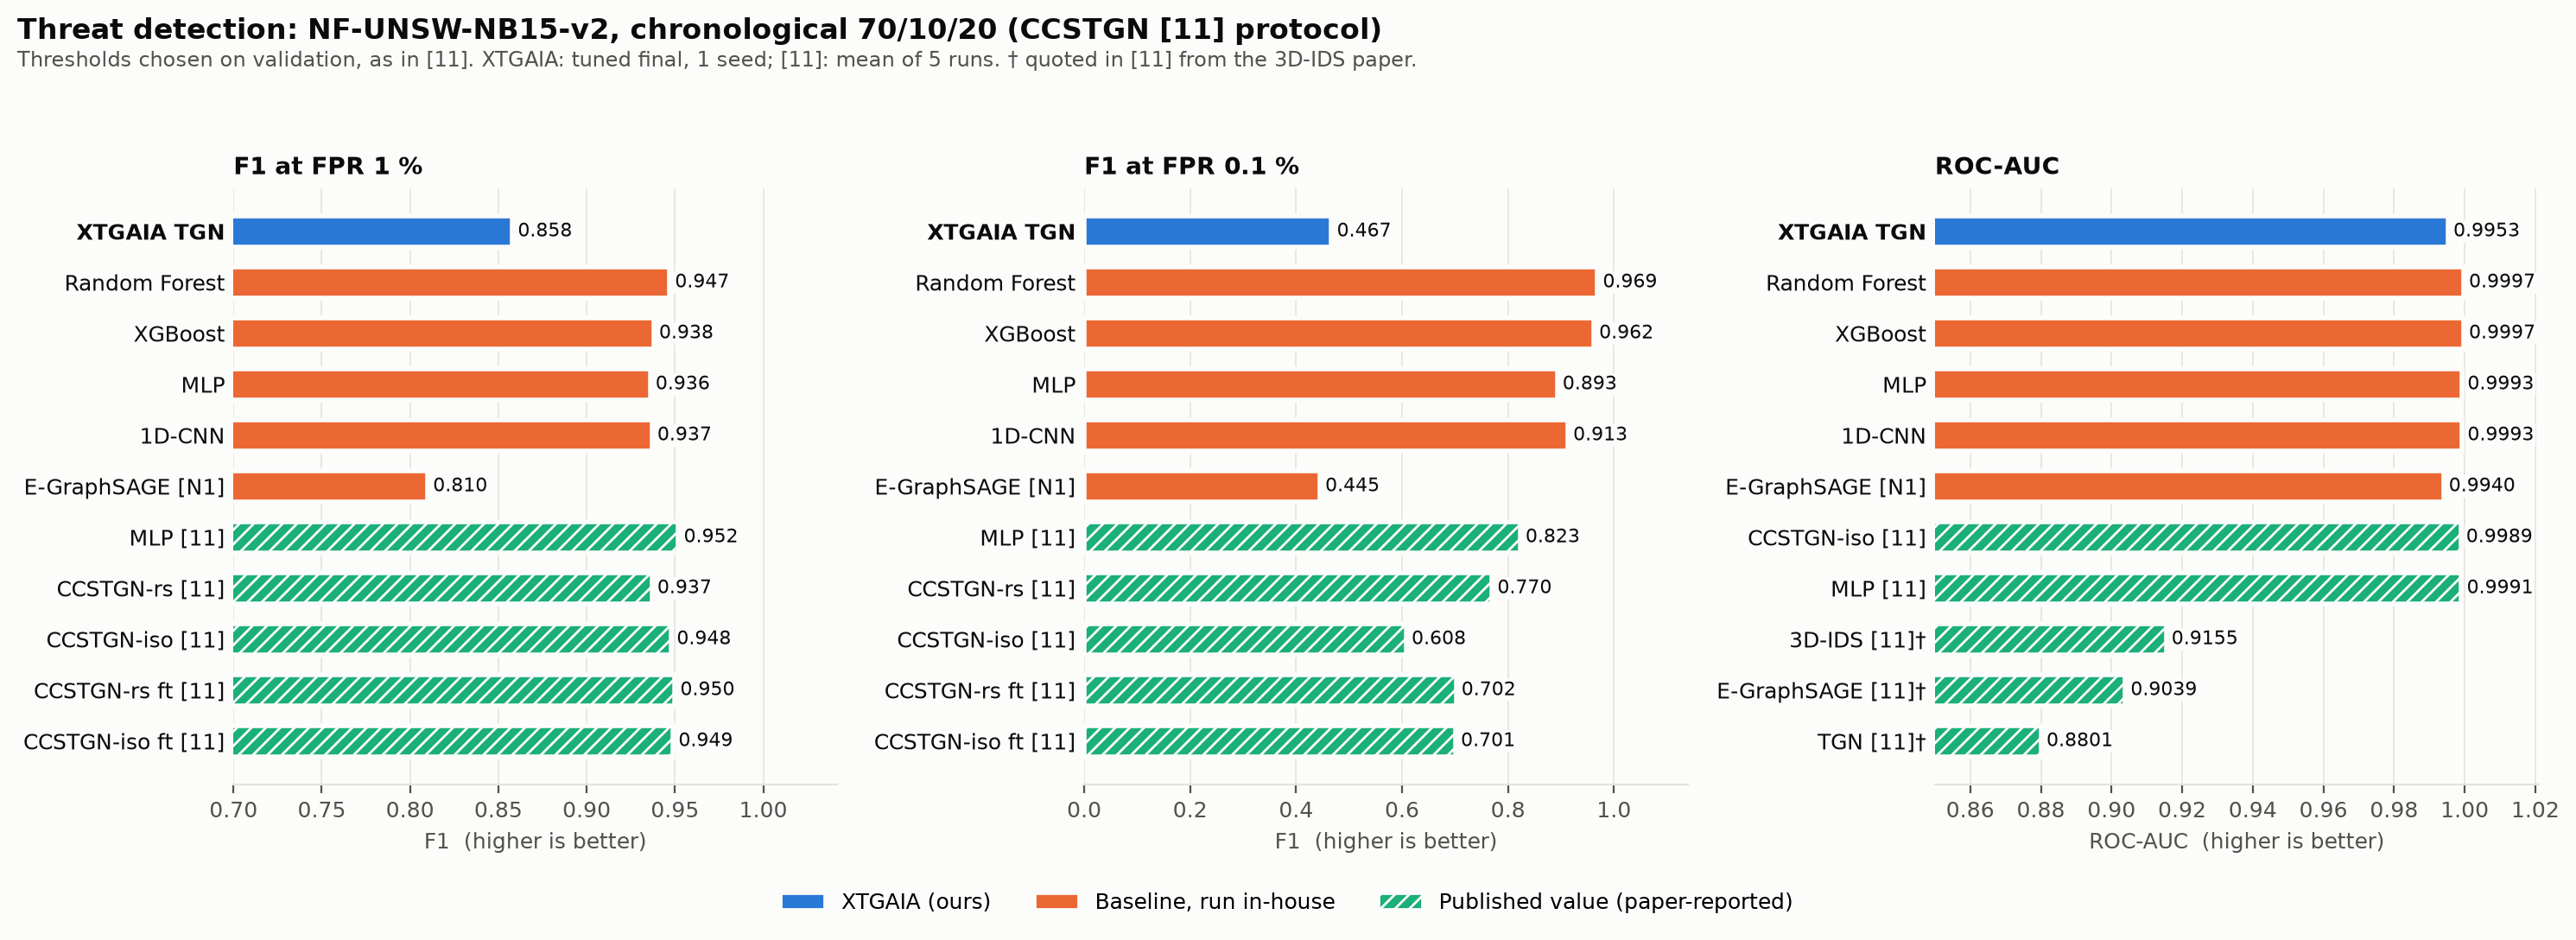 Threat detection: NF-UNSW-NB15-v2, chronological 70/10/20 (CCSTGN [11] protocol)
Thresholds chosen on validation, as in [11]. XTGAIA: tuned final, 1 seed; [11]: mean of 5 runs. † quoted in [11] from the 3D-IDS paper.
F1 at FPR 1 %
XTGAIA TGN 0.858
Random Forest 0.947
XGBoost 0.938
MLP 0.936
1D-CNN 0.937
E-GraphSAGE [N1] 0.810
MLP [11] 0.952
CCSTGN-rs [11] 0.937
CCSTGN-iso [11] 0.948
CCSTGN-rs ft [11] 0.950
CCSTGN-iso ft [11] 0.949
0.70 0.75 0.80 0.85 0.90 0.95 1.00
F1 (higher is better)
F1 at FPR 0.1 %
XTGAIA TGN 0.467
Random Forest 0.969
XGBoost 0.962
MLP 0.893
1D-CNN 0.913
E-GraphSAGE [N1] 0.445
MLP [11] 0.823
CCSTGN-rs [11] 0.770
CCSTGN-iso [11] 0.608
CCSTGN-rs ft [11] 0.702
CCSTGN-iso ft [11] 0.701
0.0 0.2 0.4 0.6 0.8 1.0
F1 (higher is better)
ROC-AUC
XTGAIA TGN 0.9953
Random Forest 0.9997
XGBoost 0.9997
MLP 0.9993
1D-CNN 0.9993
E-GraphSAGE [N1] 0.9940
CCSTGN-iso [11] 0.9989
MLP [11] 0.9991
3D-IDS [11]† 0.9155
E-GraphSAGE [11]† 0.9039
TGN [11]† 0.8801
0.86 0.88 0.90 0.92 0.94 0.96 0.98 1.00 1.02
ROC-AUC (higher is better)
XTGAIA (ours) Baseline, run in-house Published value (paper-reported)